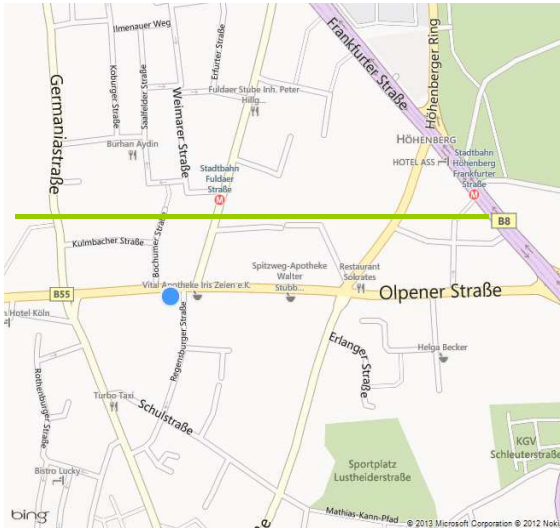 Ilmenauer Weg
Frankfurter Straße
Höhenberger Ring
Erfurter Straße
Koburger Straße
Saalfelder Straße
Germaniastraße
Weimarer Straße
Fuldaer Stube Inh. Peter
Hillg...
HÖHENBERG
Burhan Aydin
HOTEL ASS
Stadtbahn
Höhenberg
Frankfurter
Straße
M
Stadtbahn
Fuldaer
Straße
M
B8
Bochumer Straße
Kulmbacher Straße
Spitzweg-Apotheke
Walter
Stübb...
Restaurant
Sokrates
Vital Apotheke Iris Zeien e.K.
Olpener Straße
B55
Hotel Köln
Regensburger Straße
Erlanger Straße
Helga Becker
Rothenburger Straße
Turbo Taxi
Schulstraße
KGV
Schleuterstraße
Sportplatz
Lustheiderstraße
Bistro Lucky
Mathias-Kann-Pfad
bing
© 2013 Microsoft Corporation © 2012 Nok